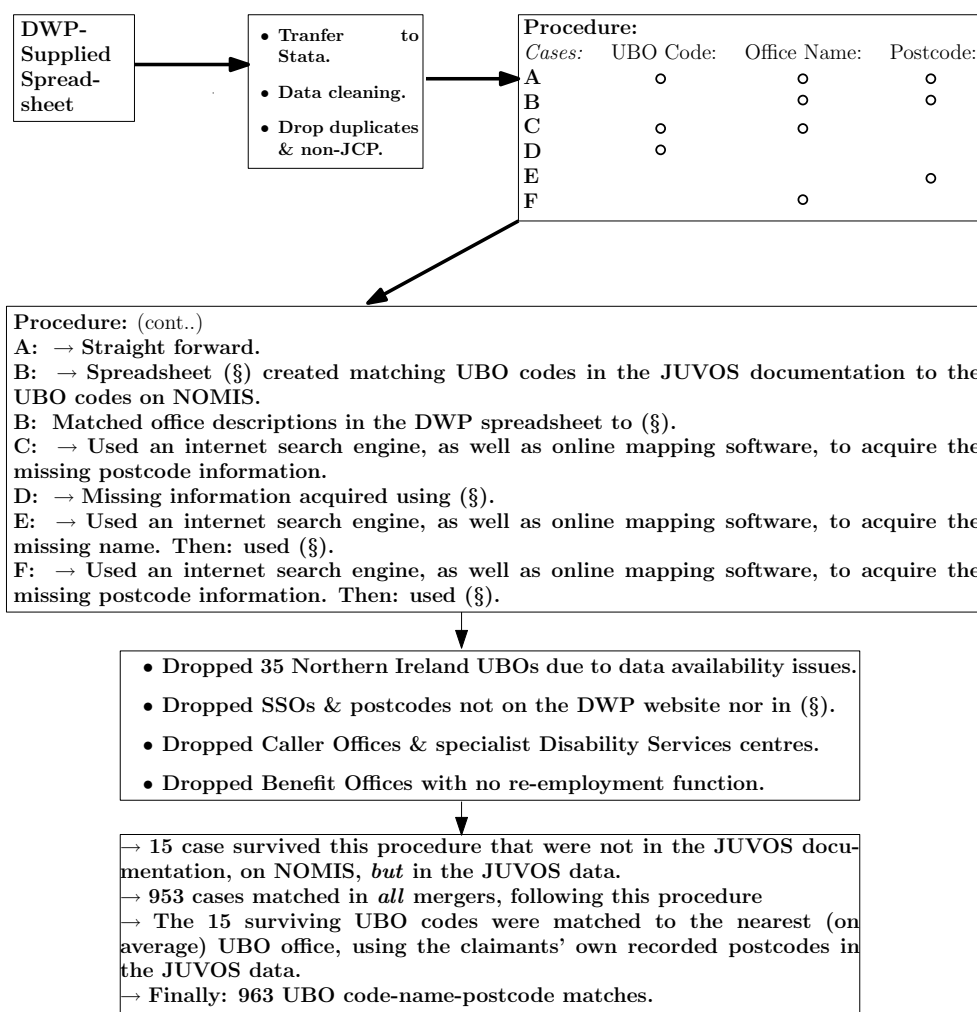 DWP-
Supplied
Spread-
sheet
• Tranfer to
Stata.
• Data cleaning.
• Drop duplicates
& non-JCP.
Procedure:
Cases: UBO Code: Office Name: Postcode:
A
B
C
D
E
F
Procedure: (cont..)
A: → Straight forward.
B: → Spreadsheet (§) created matching UBO codes in the JUVOS documentation to the
UBO codes on NOMIS.
B: Matched office descriptions in the DWP spreadsheet to (§).
C: → Used an internet search engine, as well as online mapping software, to acquire the
missing postcode information.
D: → Missing information acquired using (§).
E: → Used an internet search engine, as well as online mapping software, to acquire the
missing name. Then: used (§).
F: → Used an internet search engine, as well as online mapping software, to acquire the
missing postcode information. Then: used (§).
• Dropped 35 Northern Ireland UBOs due to data availability issues.
• Dropped SSOs & postcodes not on the DWP website nor in (§).
• Dropped Caller Offices & specialist Disability Services centres.
• Dropped Benefit Offices with no re-employment function.
→ 15 case survived this procedure that were not in the JUVOS docu-
mentation, on NOMIS, but in the JUVOS data.
→ 953 cases matched in all mergers, following this procedure
→ The 15 surviving UBO codes were matched to the nearest (on
average) UBO office, using the claimants' own recorded postcodes in
the JUVOS data.
→ Finally: 963 UBO code-name-postcode matches.